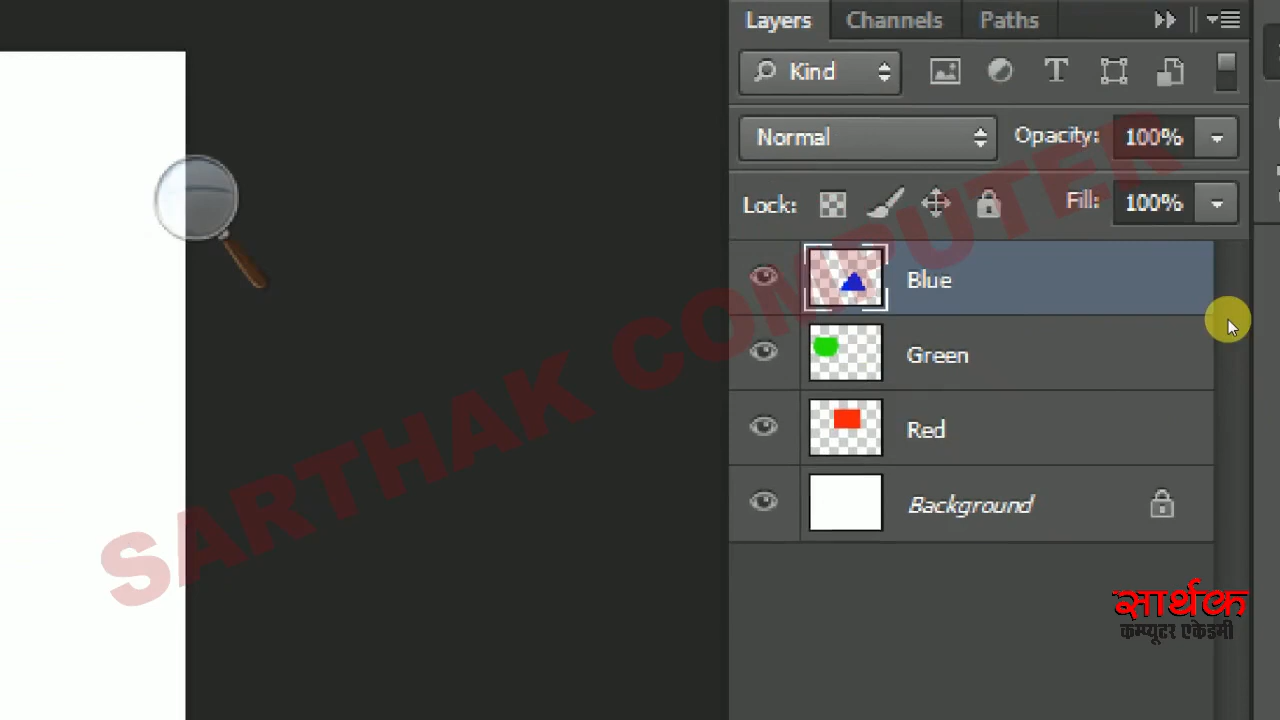 Layers Channels Paths
Kind
Normal Opacity: 100%
Lock: Fill: 100%
Blue
Green
Red
Background
SARTHAK COMPUTER
सार्थक
कम्प्यूटर एकेडमी